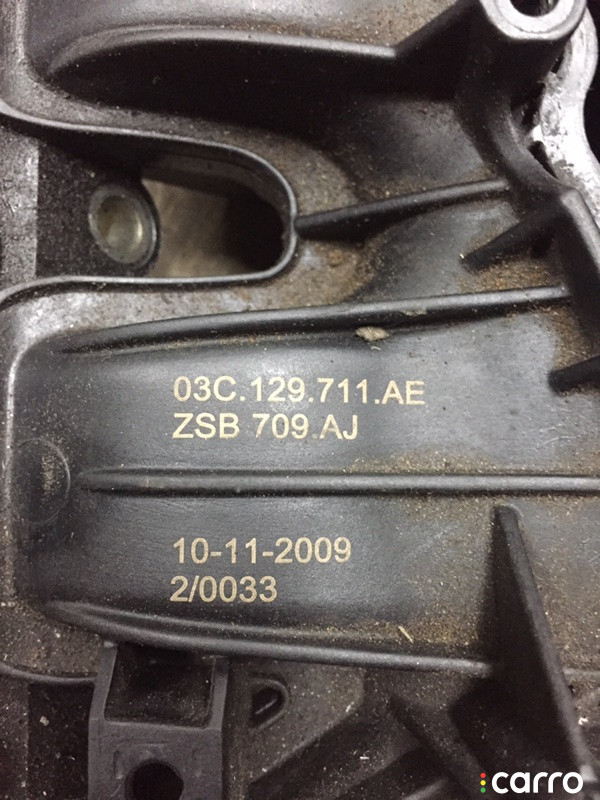 03C.129.711.AE
ZSB 709.AJ
10-11-2009
2/0033
carro